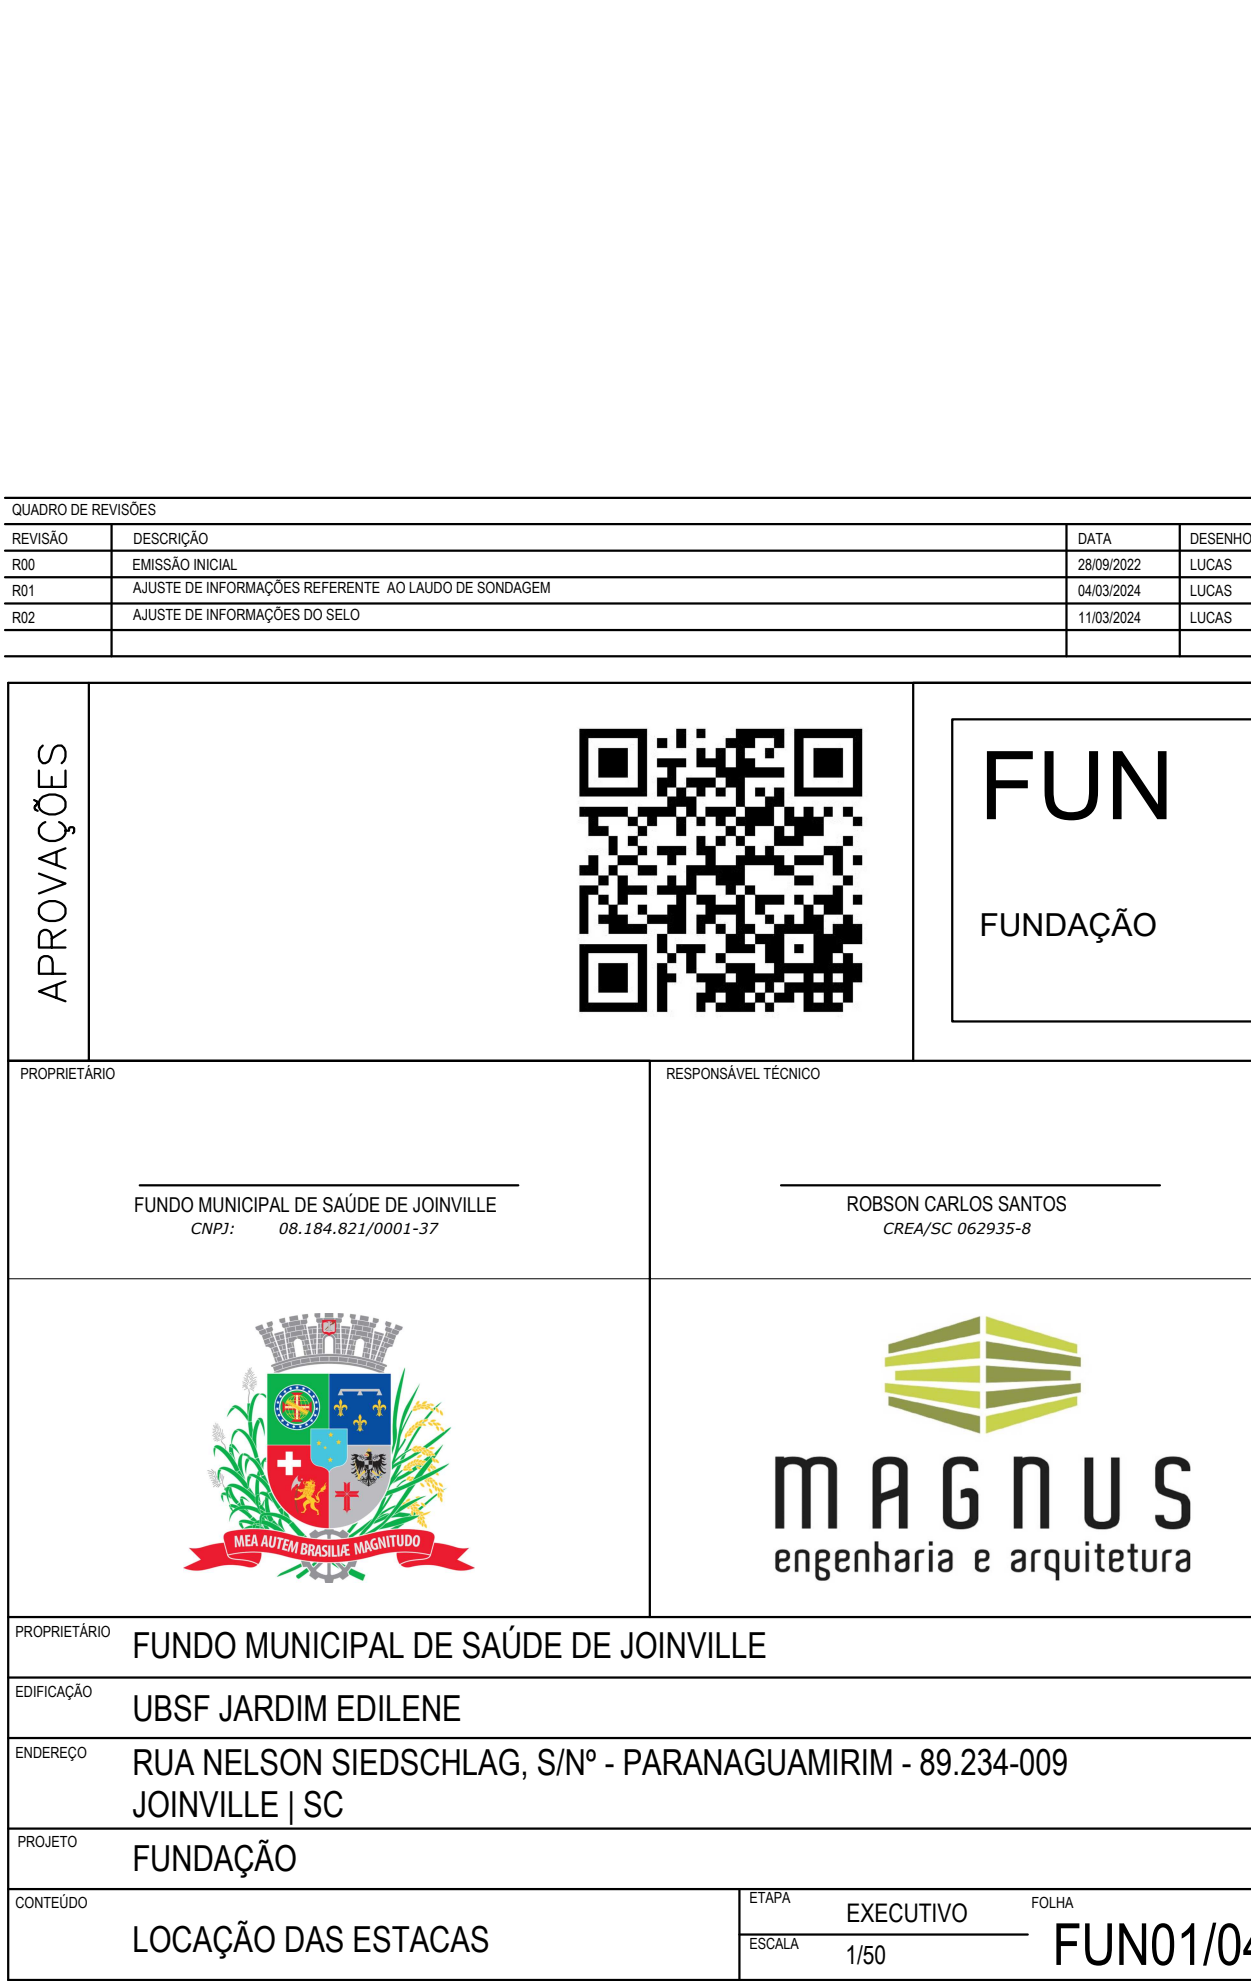 QUADRO DE REVISÕES
REVISÃO DESCRIÇÃO DATA DESENHO
R00 EMISSÃO INICIAL 28/09/2022 LUCAS
R01 AJUSTE DE INFORMAÇÕES REFERENTE AO LAUDO DE SONDAGEM 04/03/2024 LUCAS
R02 AJUSTE DE INFORMAÇÕES DO SELO 11/03/2024 LUCAS
APROVAÇÕES
FUN
FUNDAÇÃO
PROPRIETÁRIO
FUNDO MUNICIPAL DE SAÚDE DE JOINVILLE
CNPJ: 08.184.821/0001-37
RESPONSÁVEL TÉCNICO
ROBSON CARLOS SANTOS
CREA/SC 062935-8
MEA AUTEM BRASILIÆ MAGNITUDO
MAGNUS
engenharia e arquitetura
PROPRIETÁRIO FUNDO MUNICIPAL DE SAÚDE DE JOINVILLE
EDIFICAÇÃO UBSF JARDIM EDILENE
ENDEREÇO RUA NELSON SIEDSCHLAG, S/Nº - PARANAGUAMIRIM - 89.234-009
JOINVILLE | SC
PROJETO FUNDAÇÃO
CONTEÚDO LOCAÇÃO DAS ESTACAS
ETAPA EXECUTIVO
ESCALA 1/50
FOLHA
FUN01/04